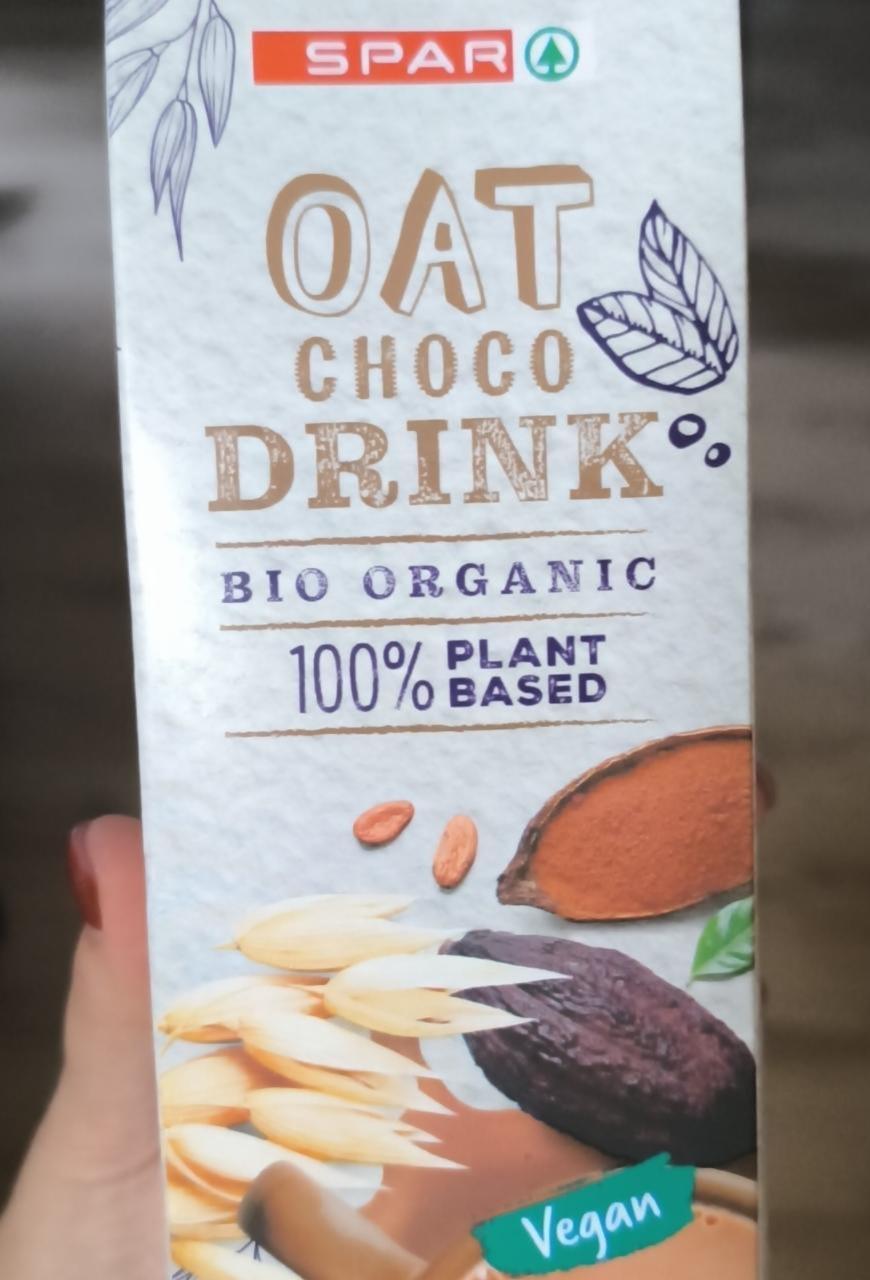 SPAR
OAT
CHOCO
DRINK
BIO ORGANIC
100% PLANT
BASED
Vegan